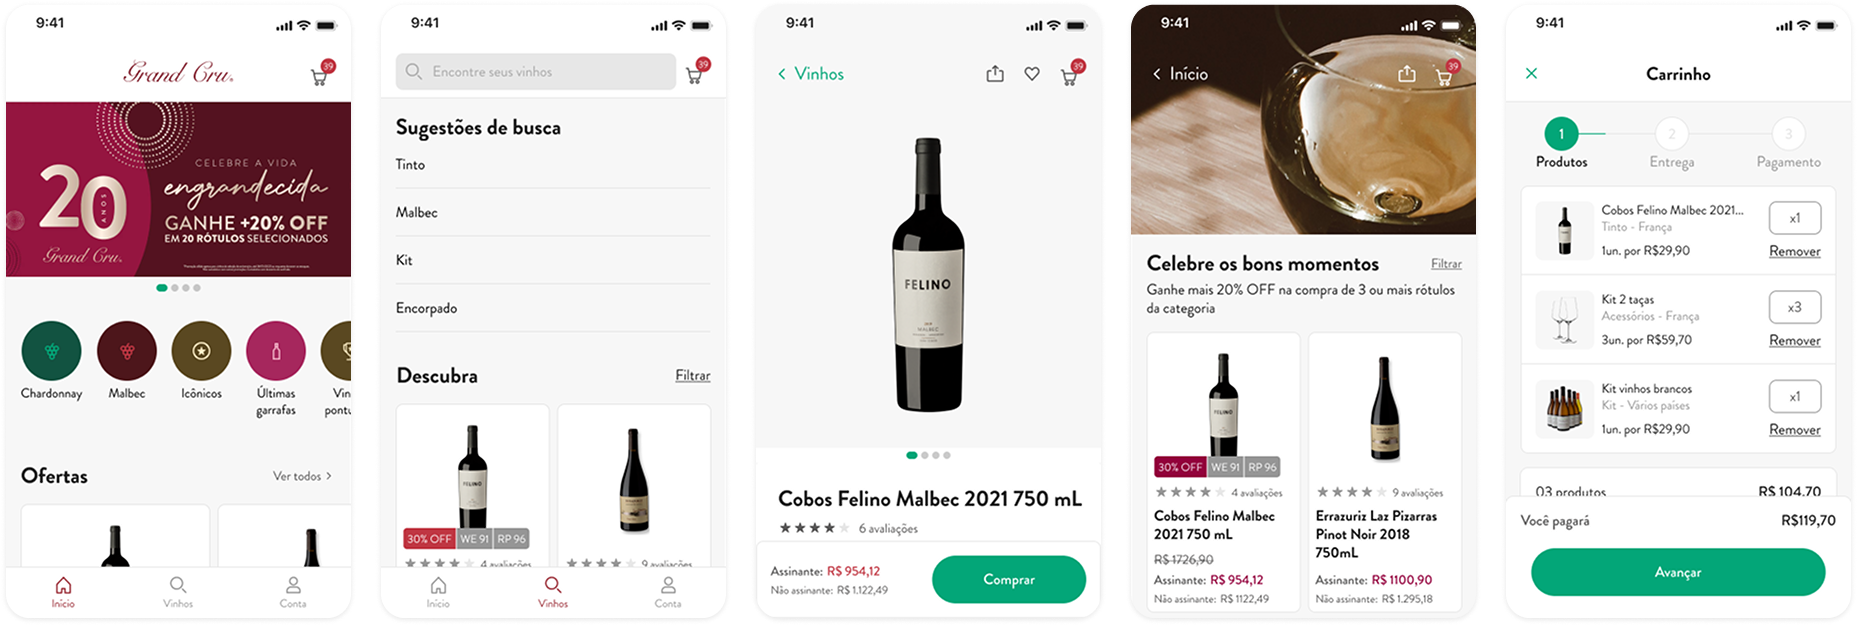 9:41
Grand Cru.
39
20
ANOS
CELEBRE A VIDA
engrandecida
GANHE +20% OFF
EM 20 RÓTULOS SELECIONADOS
Grand Cru.
Chardonnay
Malbec
Icônicos
Últimas
garrafas
Vin
pontu
Ofertas
Ver todos >
Início
Vinhos
Conta
9:41
Encontre seus vinhos
39
Sugestões de busca
Tinto
Malbec
Kit
Encorpado
Descubra
Filtrar
FELINO
30% OFF WE 91 RP 96
4 avaliações
9 avaliações
Início
Vinhos
Conta
9:41
< Vinhos
39
FELINO
MALBEC
Cobos Felino Malbec 2021 750 mL
6 avaliações
Assinante: R$ 954,12
Não assinante: R$ 1.122,49
Comprar
9:41
< Início
39
Celebre os bons momentos
Filtrar
Ganhe mais 20% OFF na compra de 3 ou mais rótulos
da categoria
FELINO
30% OFF WE 91 RP 96
4 avaliações
Cobos Felino Malbec
2021 750 mL
R$ 1726,90
Assinante: R$ 954,12
Não assinante: R$ 1122,49
9 avaliações
Errazuriz Laz Pizarras
Pinot Noir 2018
750mL
Assinante: R$ 1100,90
Não assinante: R$ 1.295,18
9:41
Carrinho
1
2
3
Produtos
Entrega
Pagamento
Cobos Felino Malbec 2021...
Tinto - França
1un. por R$29,90
x1
Remover
Kit 2 taças
Acessórios - França
3un. por R$59,70
x3
Remover
Kit vinhos brancos
Kit - Vários países
1un. por R$29,90
x1
Remover
03 produtos
R$ 104,70
Você pagará
R$119,70
Avançar